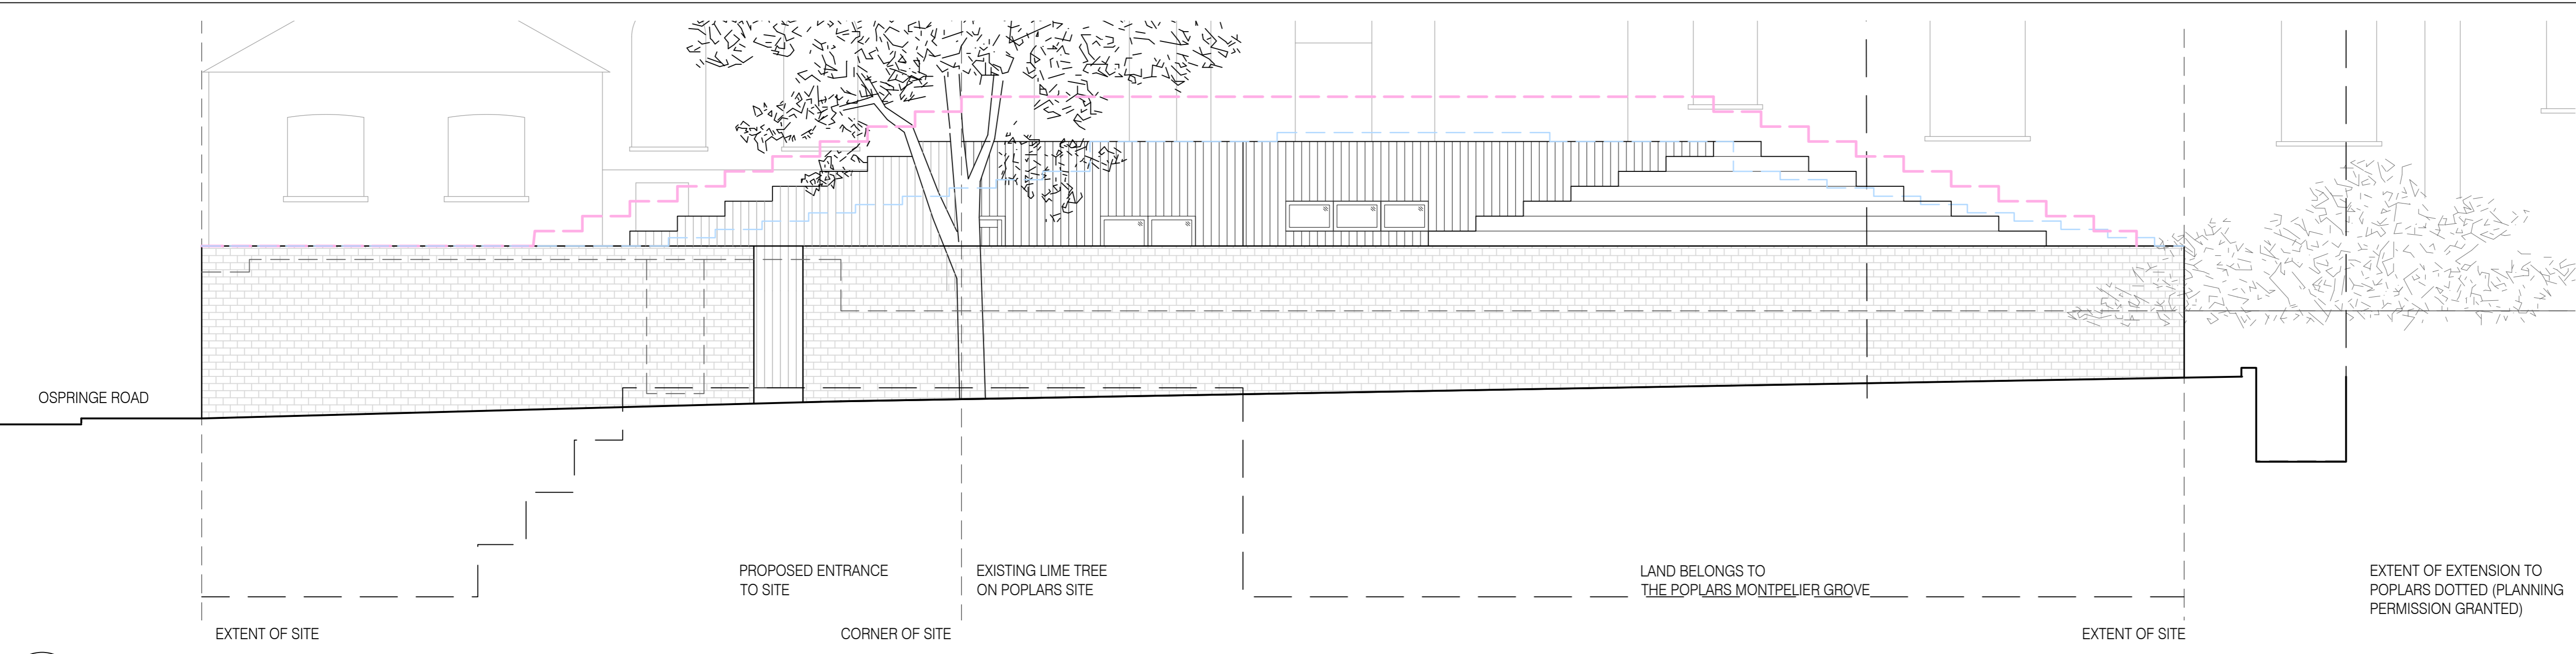 OSPRINGE ROAD
PROPOSED ENTRANCE
TO SITE
EXISTING LIME TREE
ON POPLARS SITE
LAND BELONGS TO
THE POPLARS MONTPELIER GROVE
EXTENT OF EXTENSION TO
POPLARS DOTTED (PLANNING
PERMISSION GRANTED)
EXTENT OF SITE
CORNER OF SITE
EXTENT OF SITE